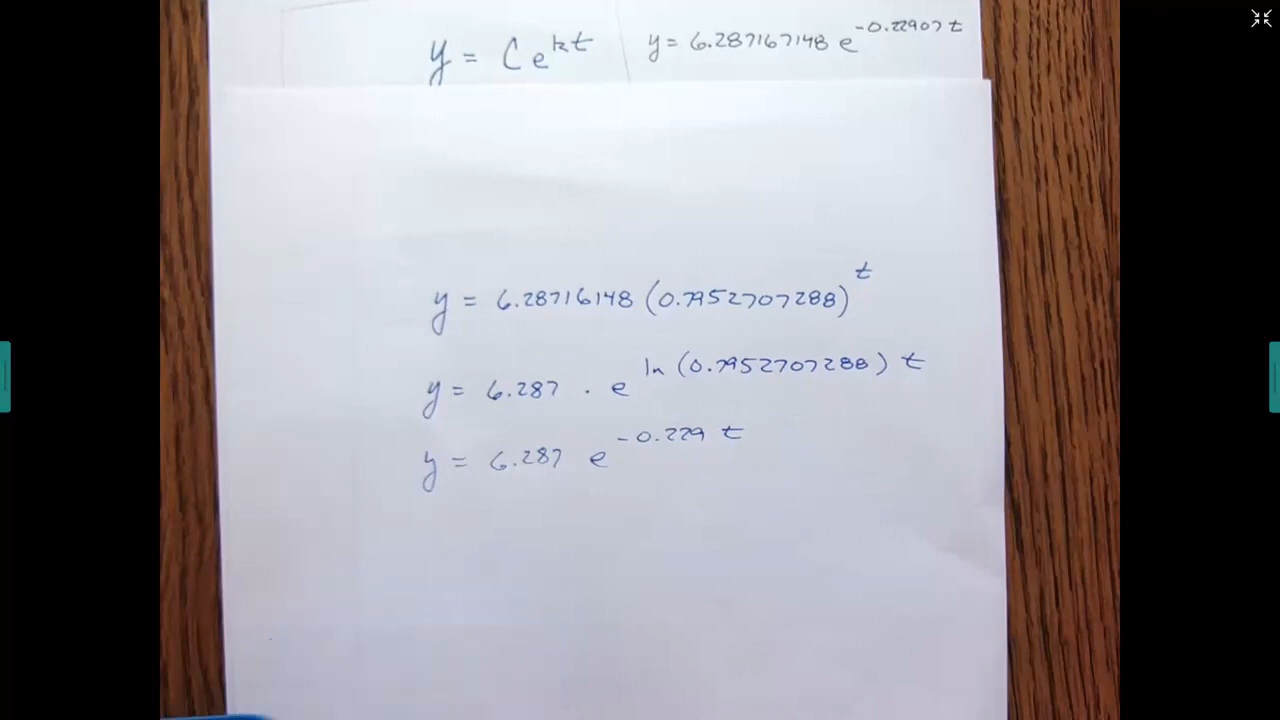 y = Ce^{kt} y = 6.287167148 e^{-0.22907 t}
y = 6.28716148 (0.7952707288)^t
y = 6.287 · e^{ln (0.7952707288) t}
y = 6.287 e^{-0.229 t}